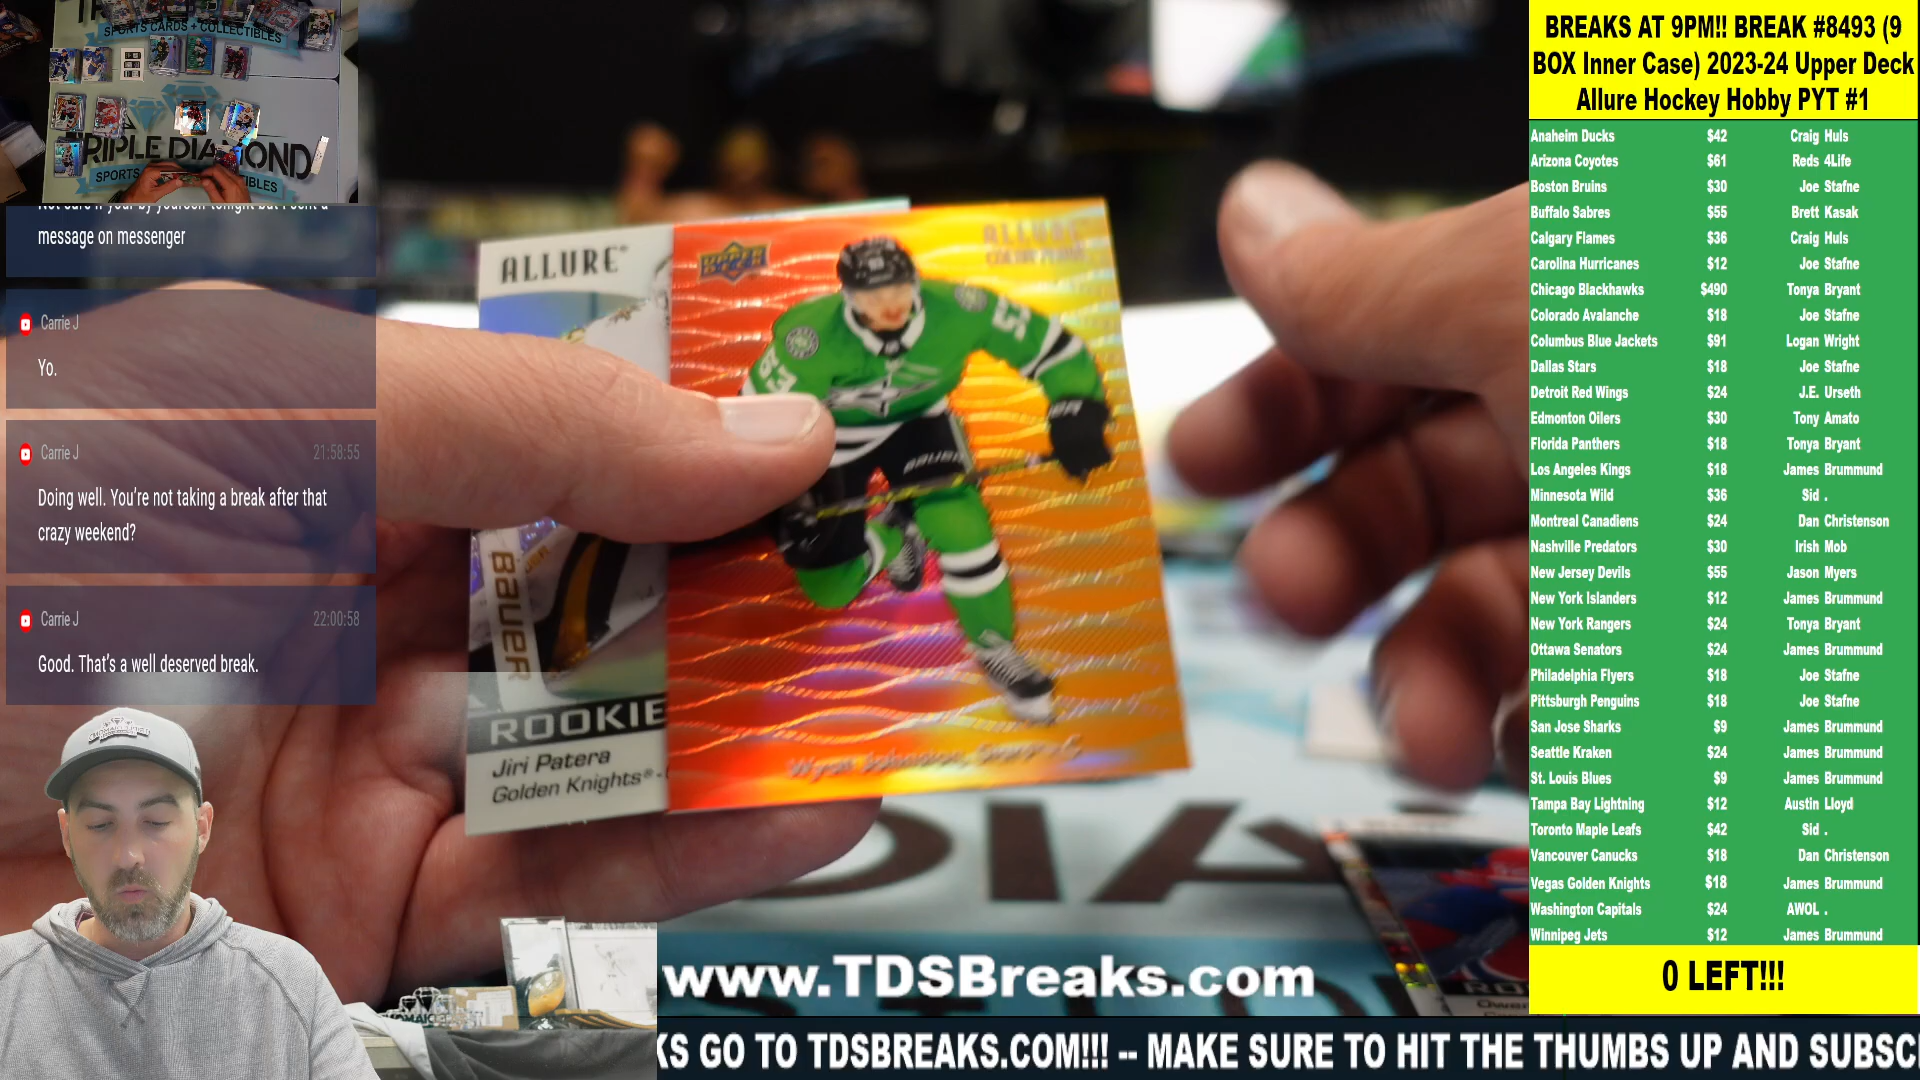 SPORTS CARDS + COLLECTIBLES
TRIPLE DIAMOND
SPORTS
message on messenger
Carrie J
Yo.
Carrie J 21:58:55
Doing well. You're not taking a break after that
crazy weekend?
Carrie J 22:00:58
Good. That's a well deserved break.
ALLURE
BAUER
ROOKIE
Jiri Patera
Golden Knights
UPPER DECK
ALLURE
53
BAUER
Wyatt Johnston, Stars - C
DIA
www.TDSBreaks.com
KS GO TO TDSBREAKS.COM!!! -- MAKE SURE TO HIT THE THUMBS UP AND SUBSC
BREAKS AT 9PM!! BREAK #8493 (9
BOX Inner Case) 2023-24 Upper Deck
Allure Hockey Hobby PYT #1
Anaheim Ducks $42 Craig Huls
Arizona Coyotes $61 Reds 4Life
Boston Bruins $30 Joe Stafne
Buffalo Sabres $55 Brett Kasak
Calgary Flames $36 Craig Huls
Carolina Hurricanes $12 Joe Stafne
Chicago Blackhawks $490 Tonya Bryant
Colorado Avalanche $18 Joe Stafne
Columbus Blue Jackets $91 Logan Wright
Dallas Stars $18 Joe Stafne
Detroit Red Wings $24 J.E. Urseth
Edmonton Oilers $30 Tony Amato
Florida Panthers $18 Tonya Bryant
Los Angeles Kings $18 James Brummund
Minnesota Wild $36 Sid .
Montreal Canadiens $24 Dan Christenson
Nashville Predators $30 Irish Mob
New Jersey Devils $55 Jason Myers
New York Islanders $12 James Brummund
New York Rangers $24 Tonya Bryant
Ottawa Senators $24 James Brummund
Philadelphia Flyers $18 Joe Stafne
Pittsburgh Penguins $18 Joe Stafne
San Jose Sharks $9 James Brummund
Seattle Kraken $24 James Brummund
St. Louis Blues $9 James Brummund
Tampa Bay Lightning $12 Austin Lloyd
Toronto Maple Leafs $42 Sid .
Vancouver Canucks $18 Dan Christenson
Vegas Golden Knights $18 James Brummund
Washington Capitals $24 AWOL .
Winnipeg Jets $12 James Brummund
0 LEFT!!!